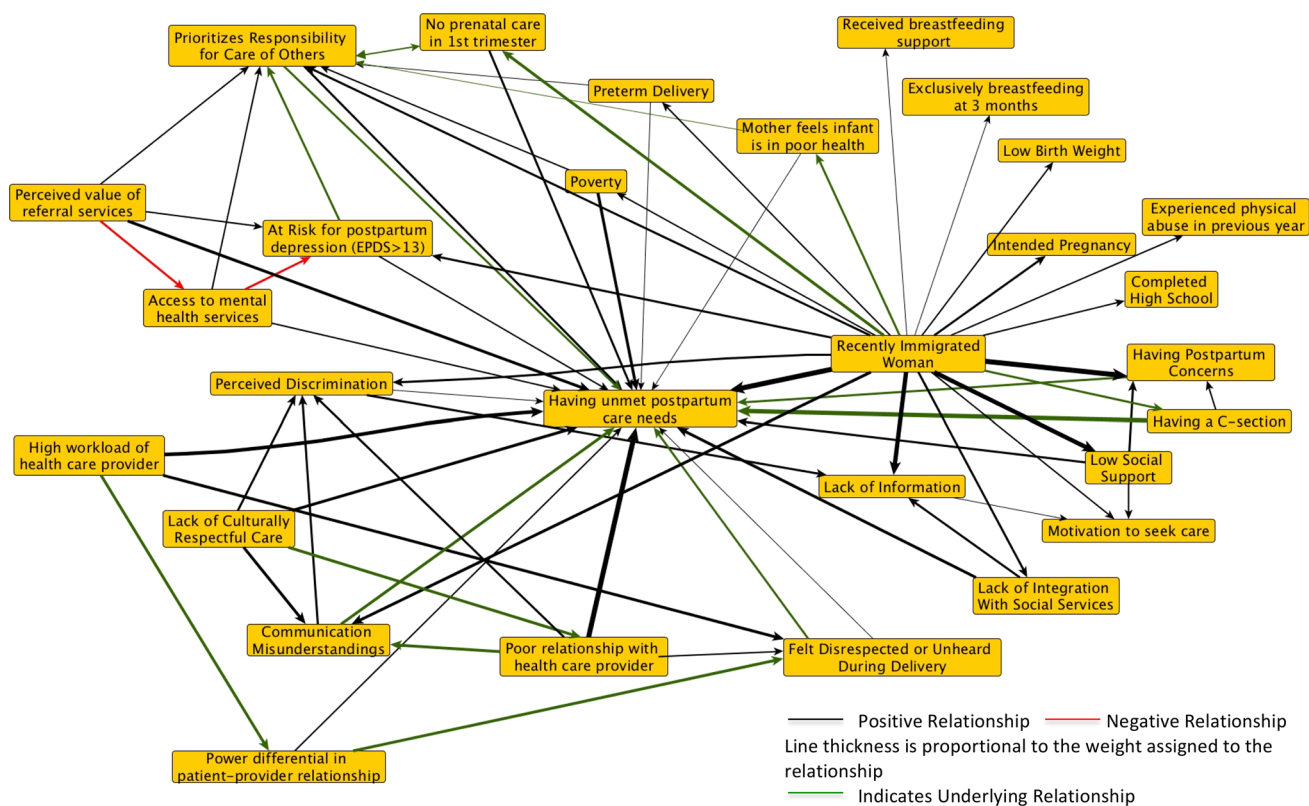 No prenatal care
in 1st trimester
Received breastfeeding
support
Prioritizes Responsibility
for Care of Others
Preterm Delivery
Exclusively breastfeeding
at 3 months
Mother feels infant
is in poor health
Low Birth Weight
Poverty
Perceived value of
referral services
Experienced physical
abuse in previous year
At Risk for postpartum
depression (EPDS>13)
Intended Pregnancy
Access to mental
health services
Completed
High School
Recently Immigrated
Woman
Having Postpartum
Concerns
Perceived Discrimination
Having unmet postpartum
care needs
Having a C-section
High workload of
health care provider
Low Social
Support
Lack of Information
Lack of Culturally
Respectful Care
Motivation to seek care
Lack of Integration
With Social Services
Communication
Misunderstandings
Poor relationship with
health care provider
Felt Disrespected or Unheard
During Delivery
Power differential in
patient-provider relationship
Positive Relationship
Negative Relationship
Line thickness is proportional to the weight assigned to the
relationship
Indicates Underlying Relationship